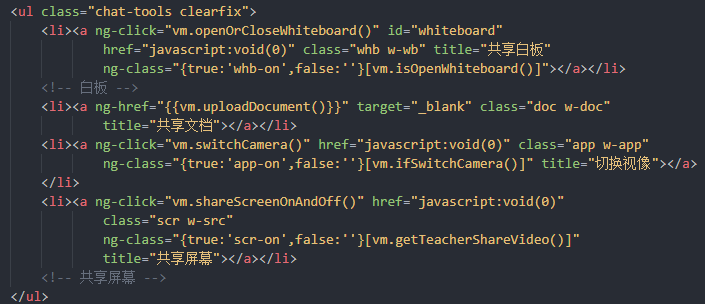 <ul class="chat-tools clearfix">
<li><a ng-click="vm.openOrCloseWhiteboard()" id="whiteboard"
href="javascript:void(0)" class="whb w-wb" title="共享白板"
ng-class="{true:'whb-on',false:''}[vm.isOpenWhiteboard()]"></a></li>
<!-- 白板 -->
<li><a ng-href="{{vm.uploadDocument()}}" target="_blank" class="doc w-doc"
title="共享文档"></a></li>
<li><a ng-click="vm.switchCamera()" href="javascript:void(0)" class="app w-app"
ng-class="{true:'app-on',false:''}[vm.ifSwitchCamera()]" title="切换视像"></a>
</li>
<li><a ng-click="vm.shareScreenOnAndOff()" href="javascript:void(0)"
class="scr w-src"
ng-class="{true:'scr-on',false:''}[vm.getTeacherShareVideo()]"
title="共享屏幕"></a></li>
<!-- 共享屏幕 -->
</ul>